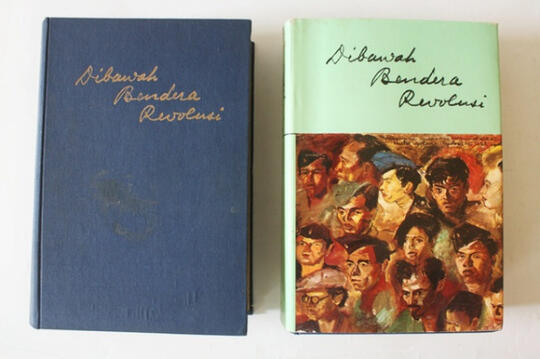 Dibawah
Bendera
Revolusi
Dibawah
Bendera
Revolusi